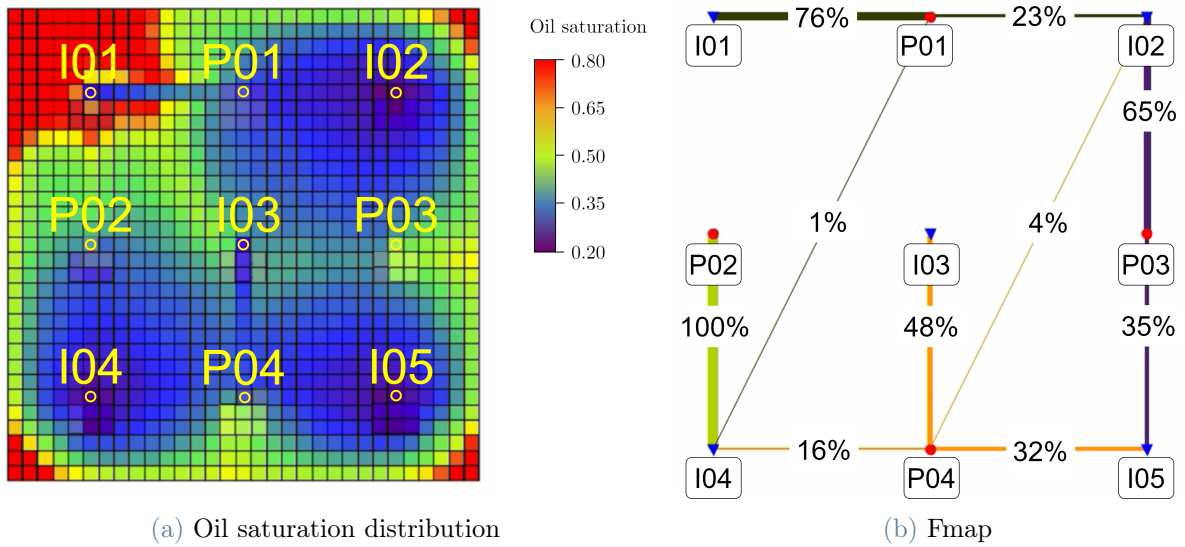 I01 P01 I02
P02 I03 P03
I04 P04 I05
Oil saturation
0.80
0.65
0.50
0.35
0.20
(a) Oil saturation distribution
76% 23%
I01 P01 I02
65%
1% 4%
P02 I03 P03
100% 48% 35%
16% 32%
I04 P04 I05
(b) Fmap